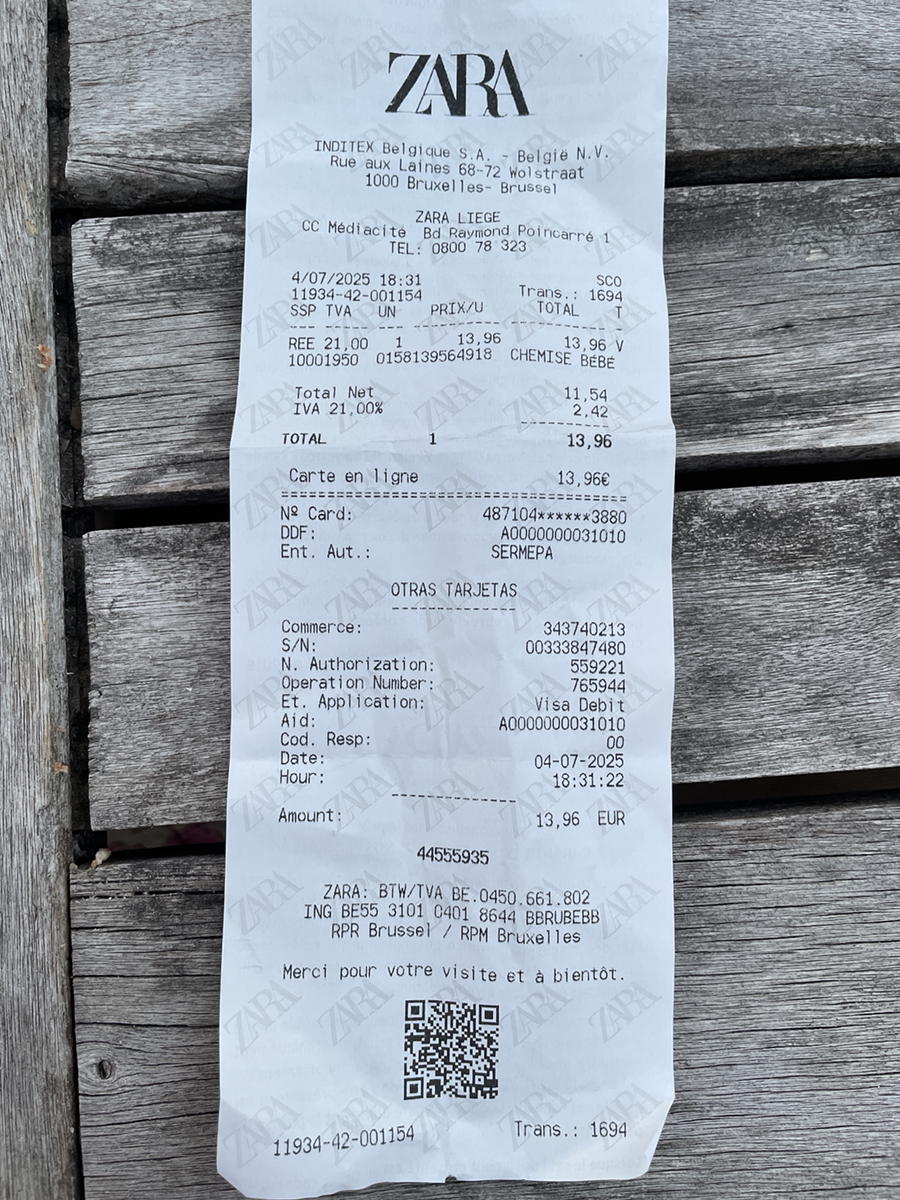 ZARA
INDITEX Belgique S.A. - België N.V.
Rue aux Laines 68-72 Wolstraat
1000 Bruxelles- Brussel
ZARA LIEGE
CC Médiacité Bd Raymond Poincarré 1
TEL: 0800 78 323
4/07/2025 18:31 SCO
11934-42-001154 Trans.: 1694
SSP TVA UN PRIX/U TOTAL T
REE 21,00 1 13,96 13,96 V
10001950 0158139564918 CHEMISE BÉBÉ
Total Net 11,54
IVA 21,00% 2,42
TOTAL 1 13,96
Carte en ligne 13,96€
Nº Card: 487104******3880
DDF: A0000000031010
Ent. Aut.: SERMEPA
OTRAS TARJETAS
Commerce: 343740213
S/N: 00333847480
N. Authorization: 559221
Operation Number: 765944
Et. Application: Visa Debit
Aid: A0000000031010
Cod. Resp: 00
Date: 04-07-2025
Hour: 18:31:22
Amount: 13,96 EUR
44555935
ZARA: BTW/TVA BE.0450.661.802
ING BE55 3101 0401 8644 BBRUBEBB
RPR Brussel / RPM Bruxelles
Merci pour votre visite et à bientôt.
11934-42-001154 Trans.: 1694